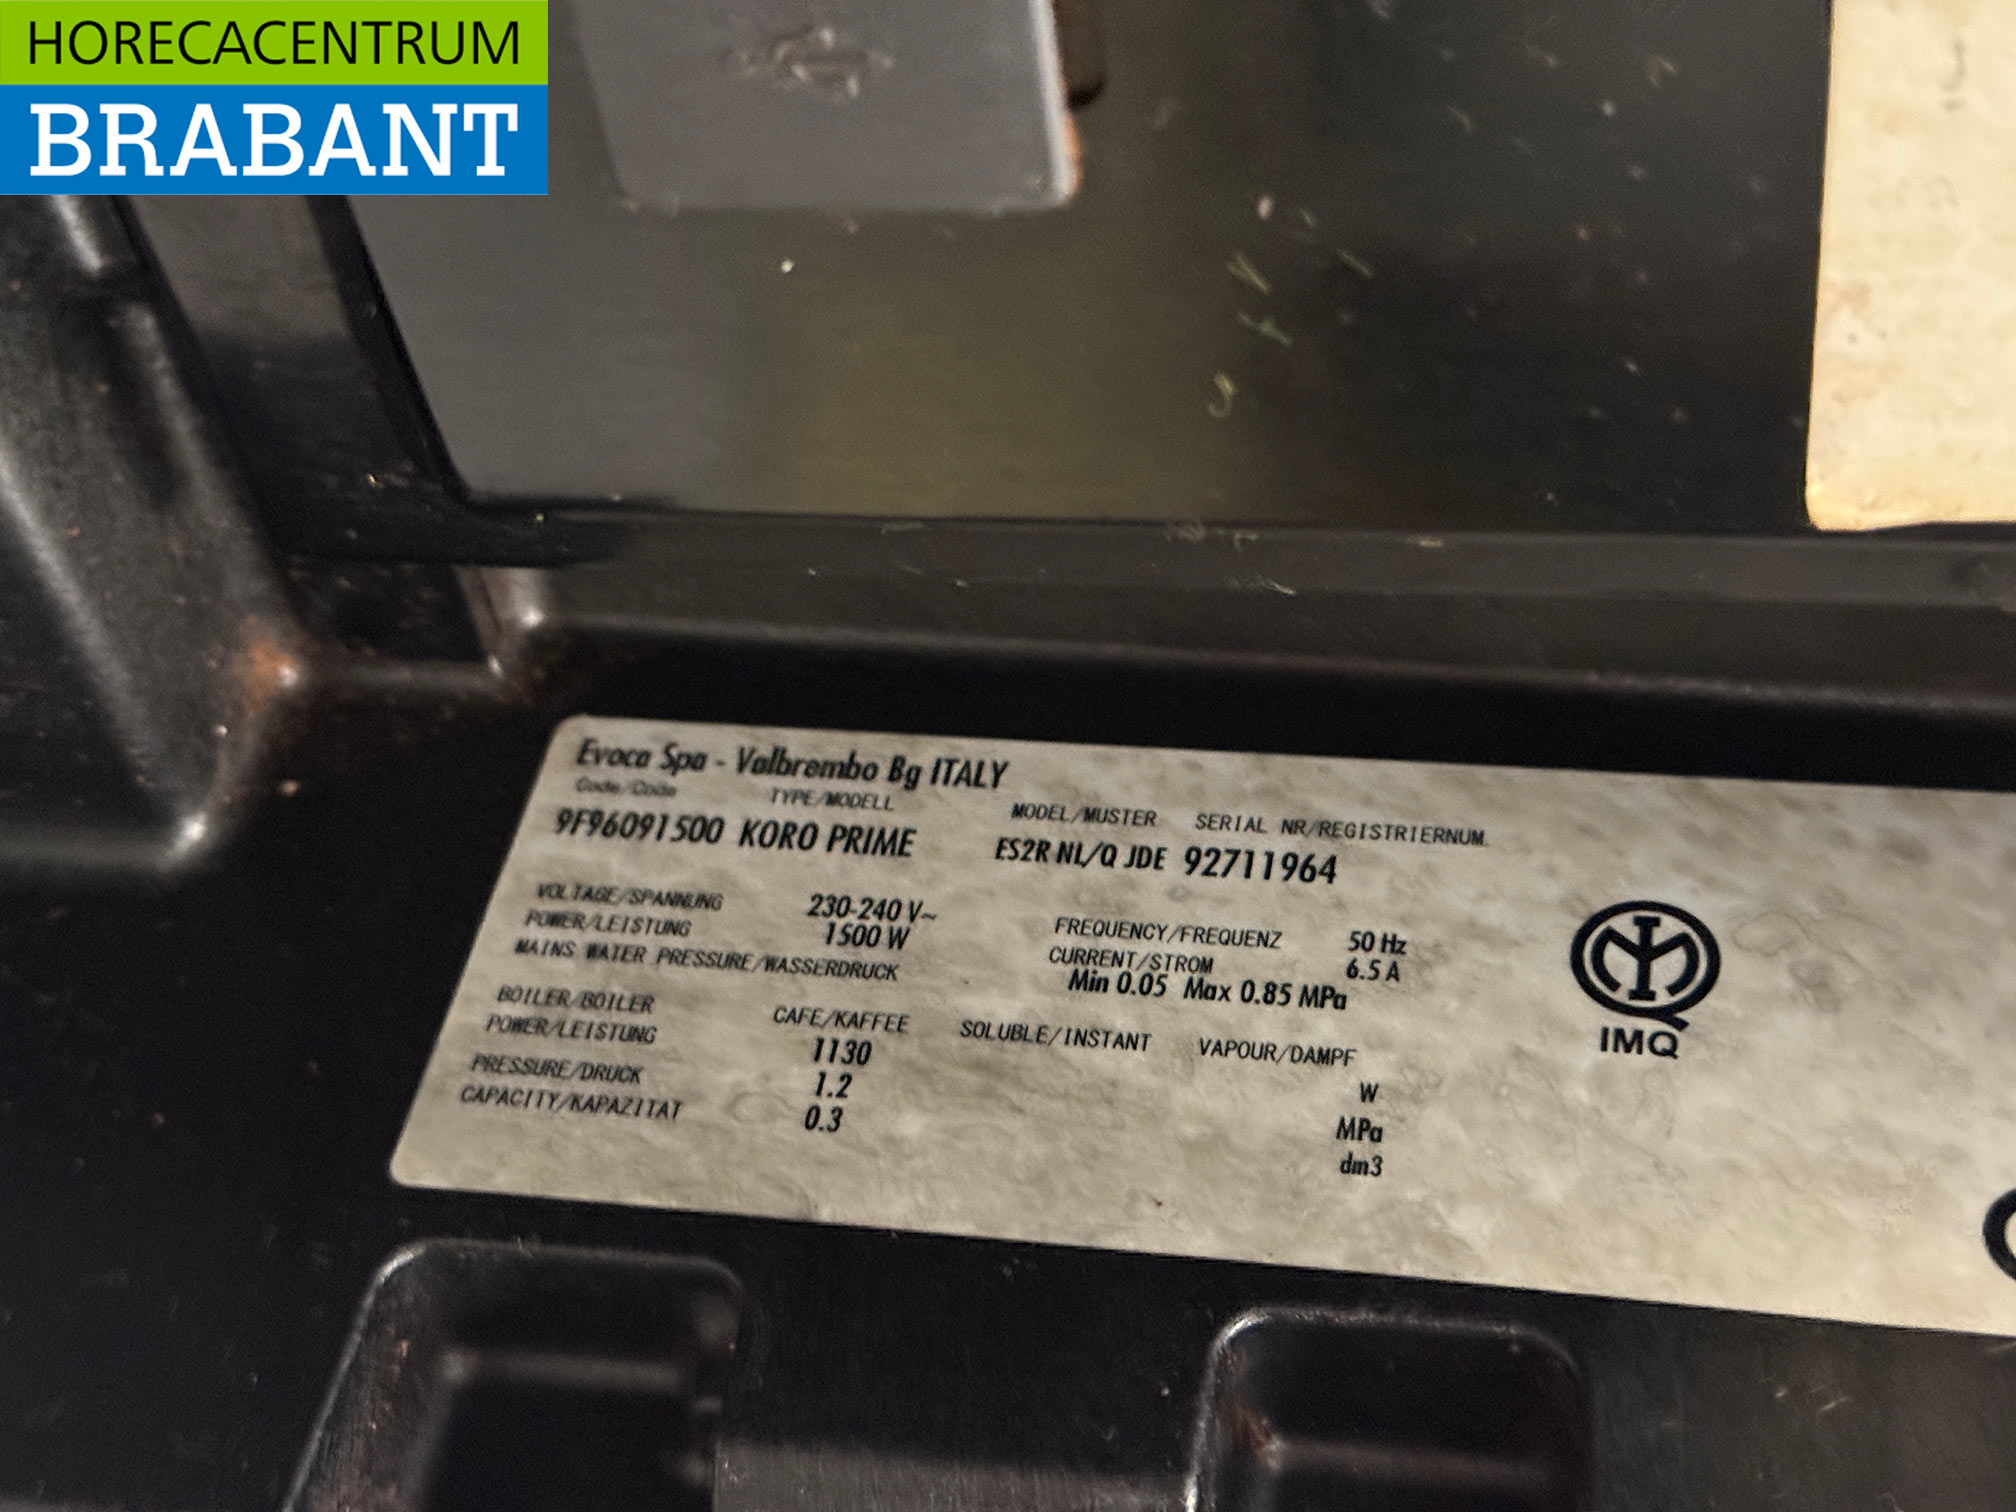 HORECACENTRUM
BRABANT
Evoca Spa - Valbrembo Bg ITALY
Code/Code TYPE/MODELL MODEL/MUSTER SERIAL NR/REGISTRIERNUM.
9F96091500 KORO PRIME ES2R NL/Q JDE 92711964
VOLTAGE/SPANNUNG 230-240 V~ FREQUENCY/FREQUENZ 50 Hz
POWER/LEISTUNG 1500 W CURRENT/STROM 6.5 A
MAINS WATER PRESSURE/WASSERDRUCK Min 0.05 Max 0.85 MPa
BOILER/BOILER CAFE/KAFFEE SOLUBLE/INSTANT VAPOUR/DAMPF
POWER/LEISTUNG 1130 W
PRESSURE/DRUCK 1.2 MPa
CAPACITY/KAPAZITAT 0.3 dm3
IMQ